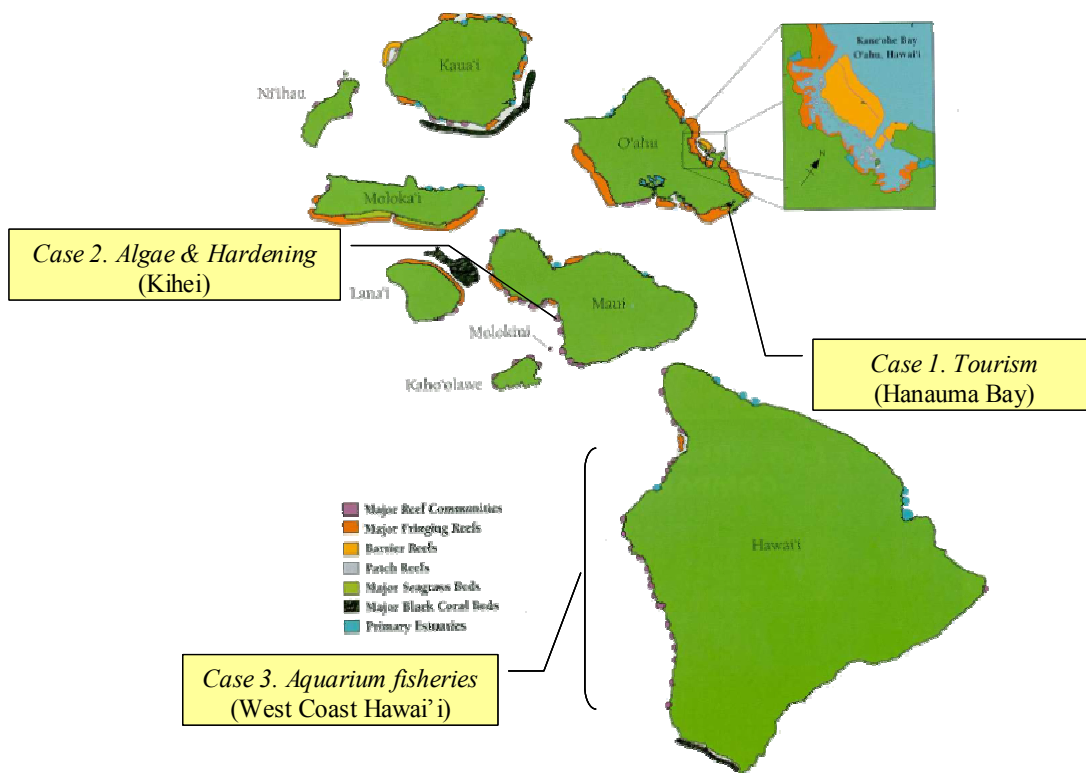 Kane'ohe Bay
O'ahu, Hawai'i
N
Kaua'i
Ni'ihau
O'ahu
Moloka'i
Case 2. Algae & Hardening
(Kihei)
Lana'i
Maui
Molokini
Kaho'olawe
Case 1. Tourism
(Hanauma Bay)
Major Reef Communities
Major Fringing Reefs
Barrier Reefs
Patch Reefs
Major Seagrass Beds
Major Black Coral Beds
Primary Estuaries
Hawai'i
Case 3. Aquarium fisheries
(West Coast Hawai’i)